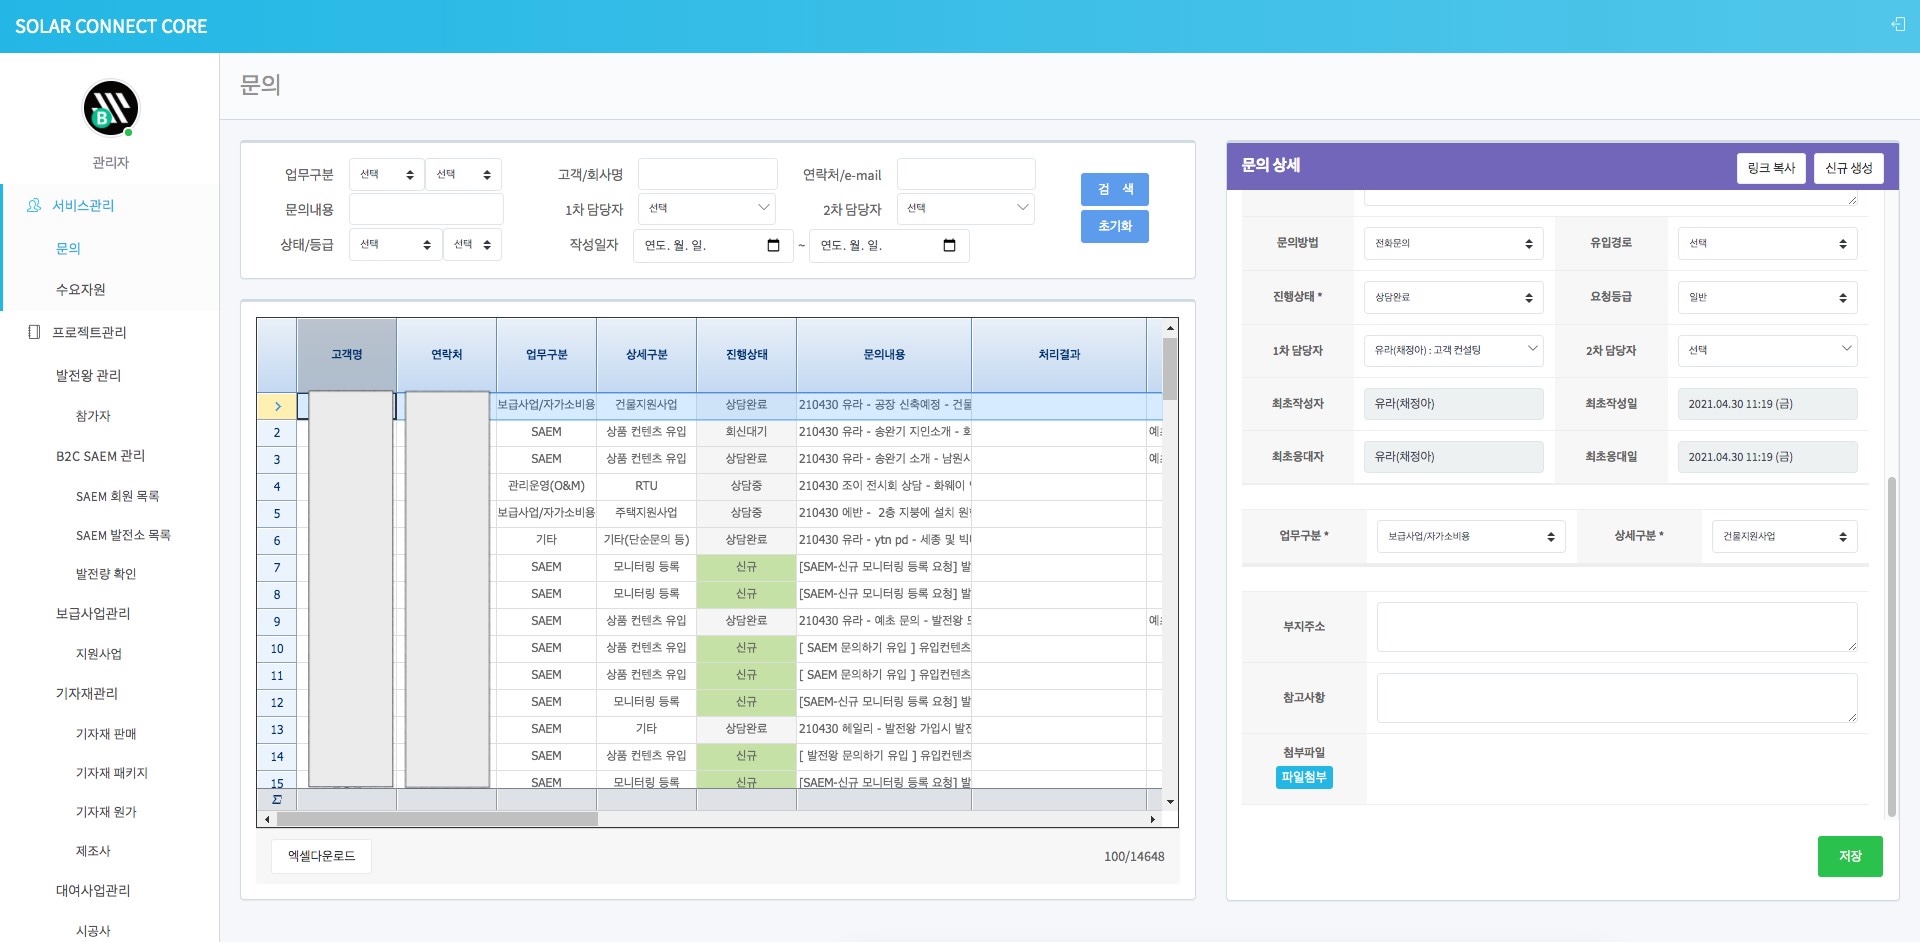 SOLAR CONNECT CORE
B
관리자
서비스관리
문의
수요자원
프로젝트관리
발전왕 관리
참가자
B2C SAEM 관리
SAEM 회원 목록
SAEM 발전소 목록
발전량 확인
보급사업관리
지원사업
기자재관리
기자재 판매
기자재 패키지
기자재 원가
제조사
대여사업관리
시공사
문의
업무구분 선택 선택 고객/회사명 연락처/e-mail
문의내용 1차 담당자 선택 2차 담당자 선택
상태/등급 선택 선택 작성일자 연도. 월. 일. ~ 연도. 월. 일.
검 색
초기화
고객명 연락처 업무구분 상세구분 진행상태 문의내용 처리결과
보급사업/자가소비용 건물지원사업 상담완료 210430 유라 - 공장 신축예정 - 건물
2 SAEM 상품 컨텐츠 유입 회신대기 210430 유라 - 송완기 지인소개 -
3 SAEM 상품 컨텐츠 유입 상담완료 210430 유라 - 송완기 소개 - 남원시
4 관리운영(O&M) RTU 상담중 210430 조이 전시회 상담 - 화웨이
5 보급사업/자가소비용 주택지원사업 상담중 210430 에반 - 2층 지붕에 설치 원
6 기타 기타(단순문의 등) 상담완료 210430 유라 - ytn pd - 세종 및
7 SAEM 모니터링 등록 신규 [SAEM-신규 모니터링 등록 요청] 발
8 SAEM 모니터링 등록 신규 [SAEM-신규 모니터링 등록 요청] 발
9 SAEM 상품 컨텐츠 유입 상담완료 210430 유라 - 예초 문의 - 발전왕
10 SAEM 상품 컨텐츠 유입 신규 [ SAEM 문의하기 유입 ] 유입컨텐츠
11 SAEM 상품 컨텐츠 유입 신규 [ SAEM 문의하기 유입 ] 유입컨텐츠
12 SAEM 모니터링 등록 신규 [SAEM-신규 모니터링 등록 요청] 발
13 SAEM 기타 상담완료 210430 헤일리 - 발전왕 가입시 발전
14 SAEM 상품 컨텐츠 유입 신규 [ 발전왕 문의하기 유입 ] 유입컨텐츠
15 SAEM 모니터링 등록 신규 [SAEM-신규 모니터링 등록 요청] 발
Σ
엑셀다운로드 100/14648
문의 상세 링크 복사 신규 생성
문의방법 전화문의 유입경로 선택
진행상태 * 상담완료 요청등급 일반
1차 담당자 유라(채정아) : 고객 컨설팅 2차 담당자 선택
최초작성자 유라(채정아) 최초작성일 2021.04.30 11:19 (금)
최초응대자 유라(채정아) 최초응대일 2021.04.30 11:19 (금)
업무구분 * 보급사업/자가소비용 상세구분 * 건물지원사업
부지주소
참고사항
첨부파일
파일첨부
저장